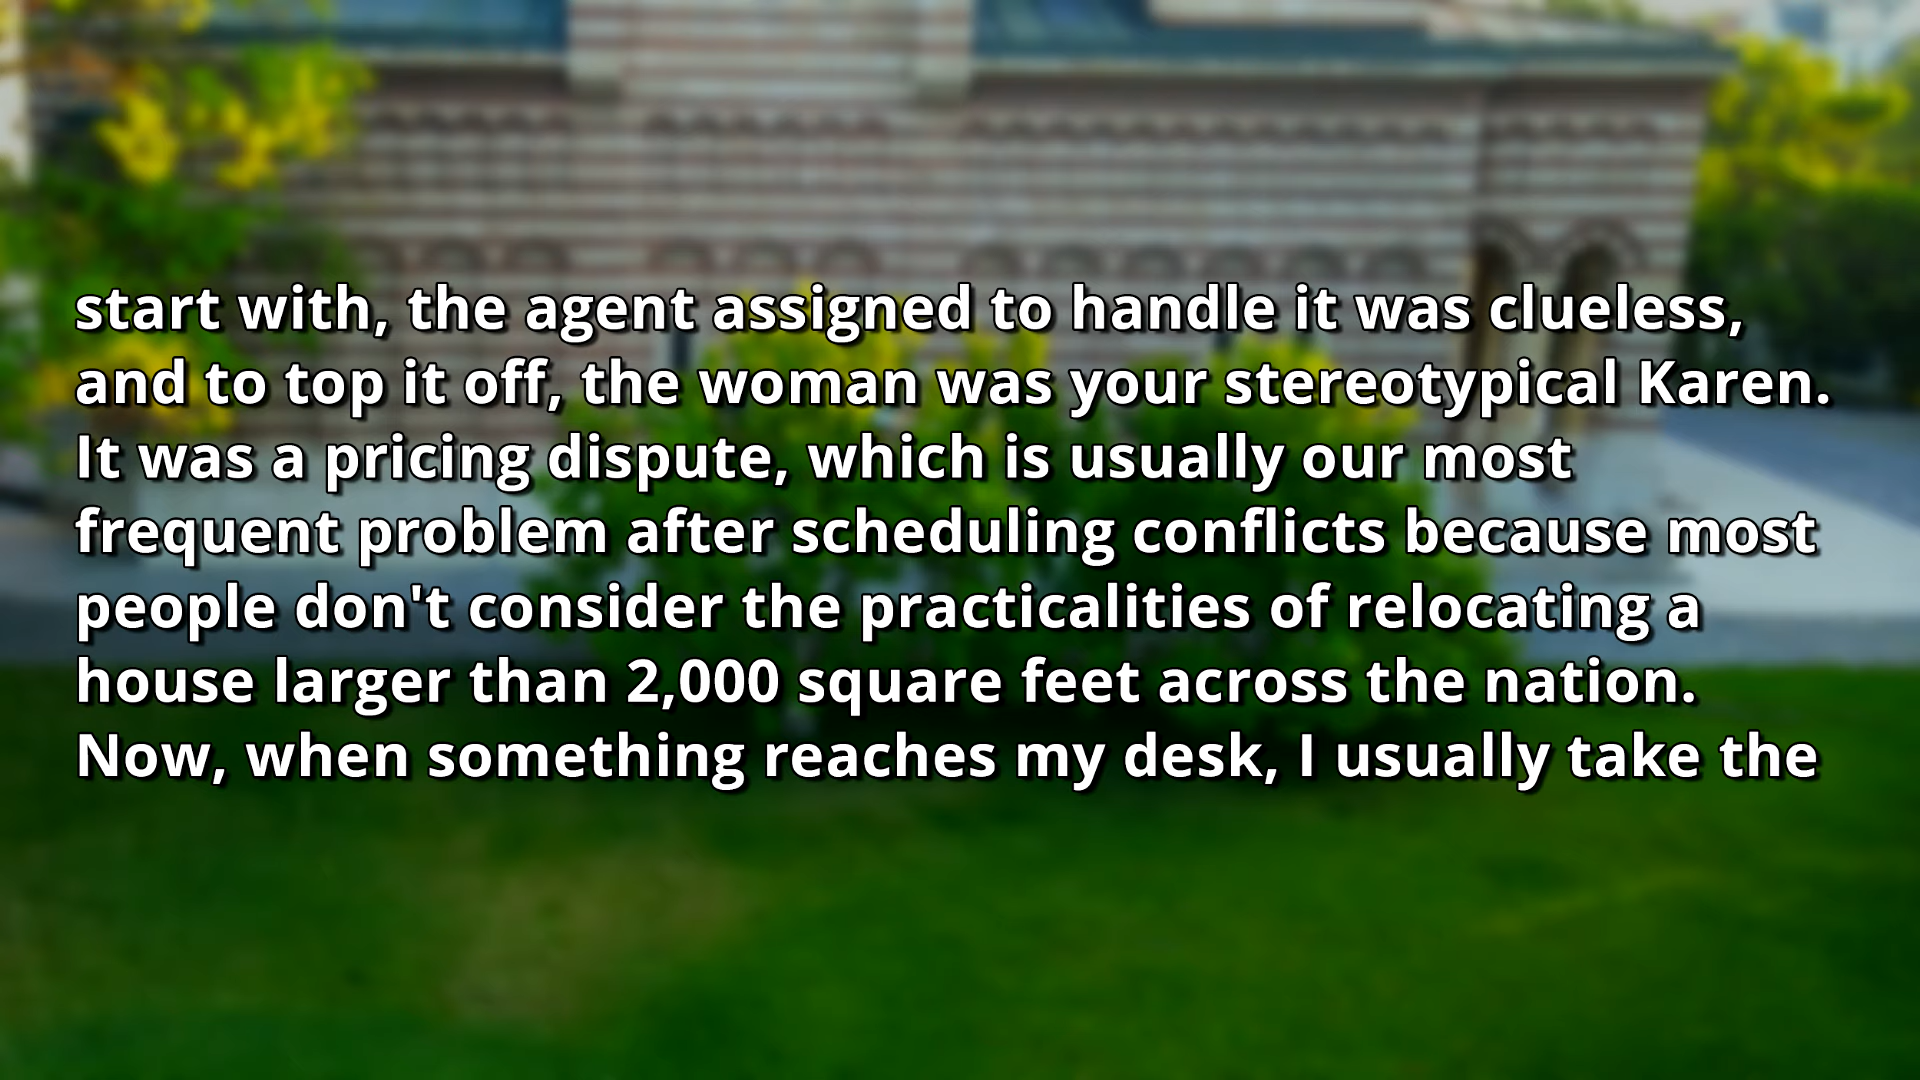 start with, the agent assigned to handle it was clueless,
and to top it off, the woman was your stereotypical Karen.
It was a pricing dispute, which is usually our most
frequent problem after scheduling conflicts because most
people don't consider the practicalities of relocating a
house larger than 2,000 square feet across the nation.
Now, when something reaches my desk, I usually take the